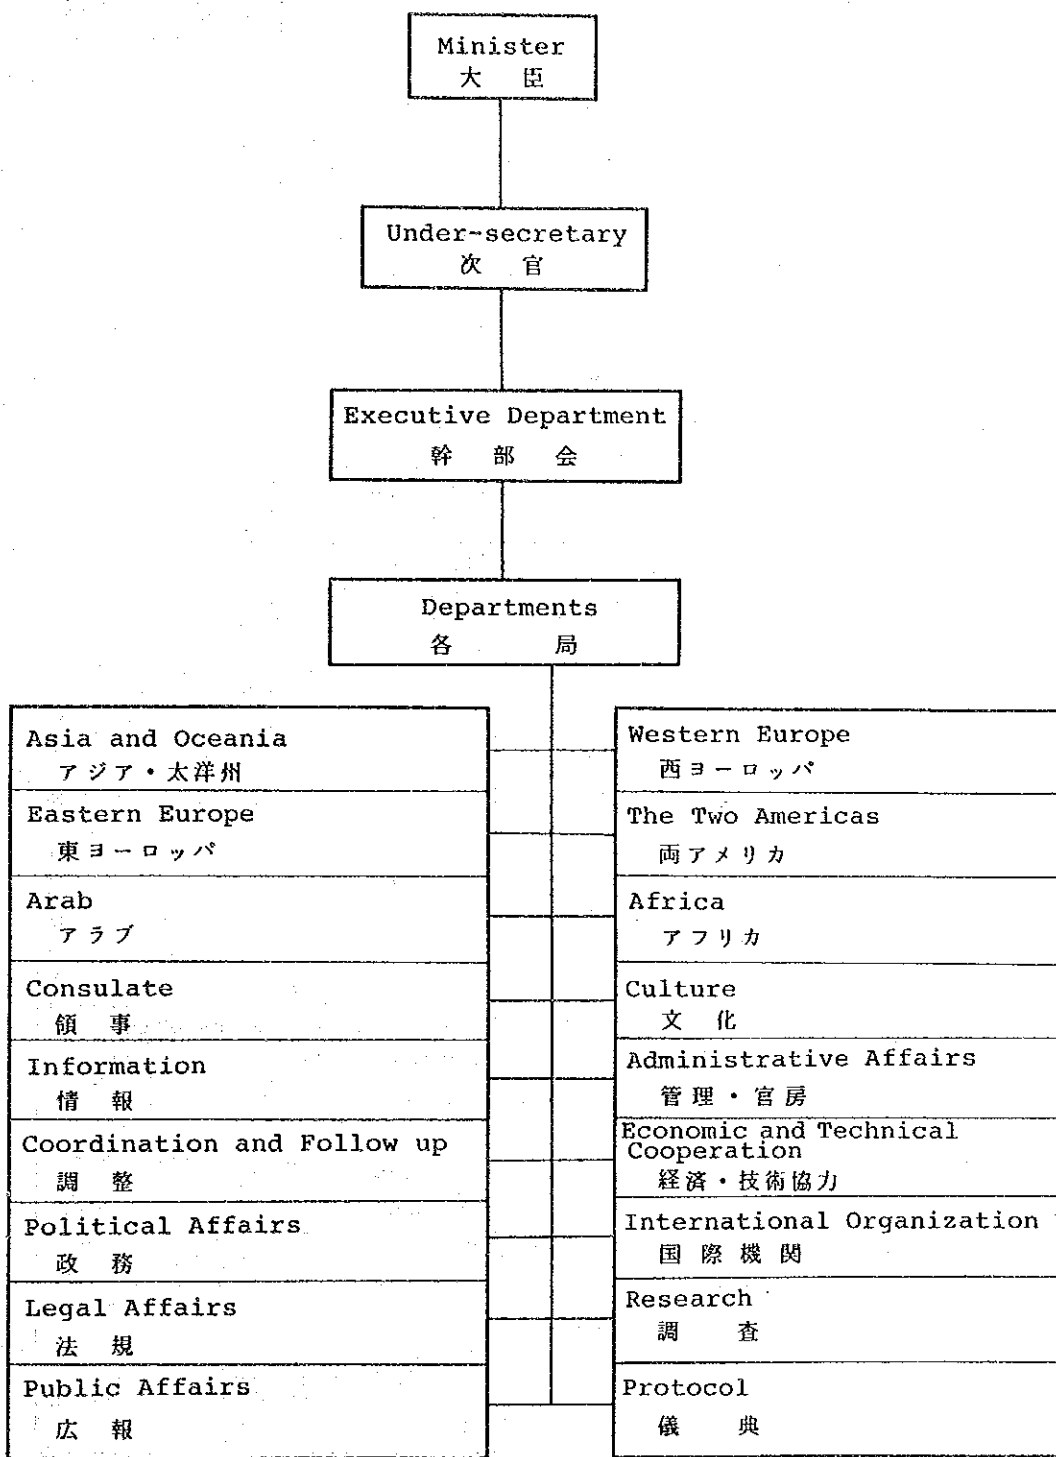 Minister
大臣
Under-secretary
次官
Executive Department
幹部会
Departments
各局
Asia and Oceania
アジア・太洋州
Eastern Europe
東ヨーロッパ
Arab
アラブ
Consulate
領事
Information
情報
Coordination and Follow up
調整
Political Affairs
政務
Legal Affairs
法規
Public Affairs
広報
Western Europe
西ヨーロッパ
The Two Americas
両アメリカ
Africa
アフリカ
Culture
文化
Administrative Affairs
管理・官房
Economic and Technical
Cooperation
経済・技術協力
International Organization
国際機関
Research
調査
Protocol
儀典